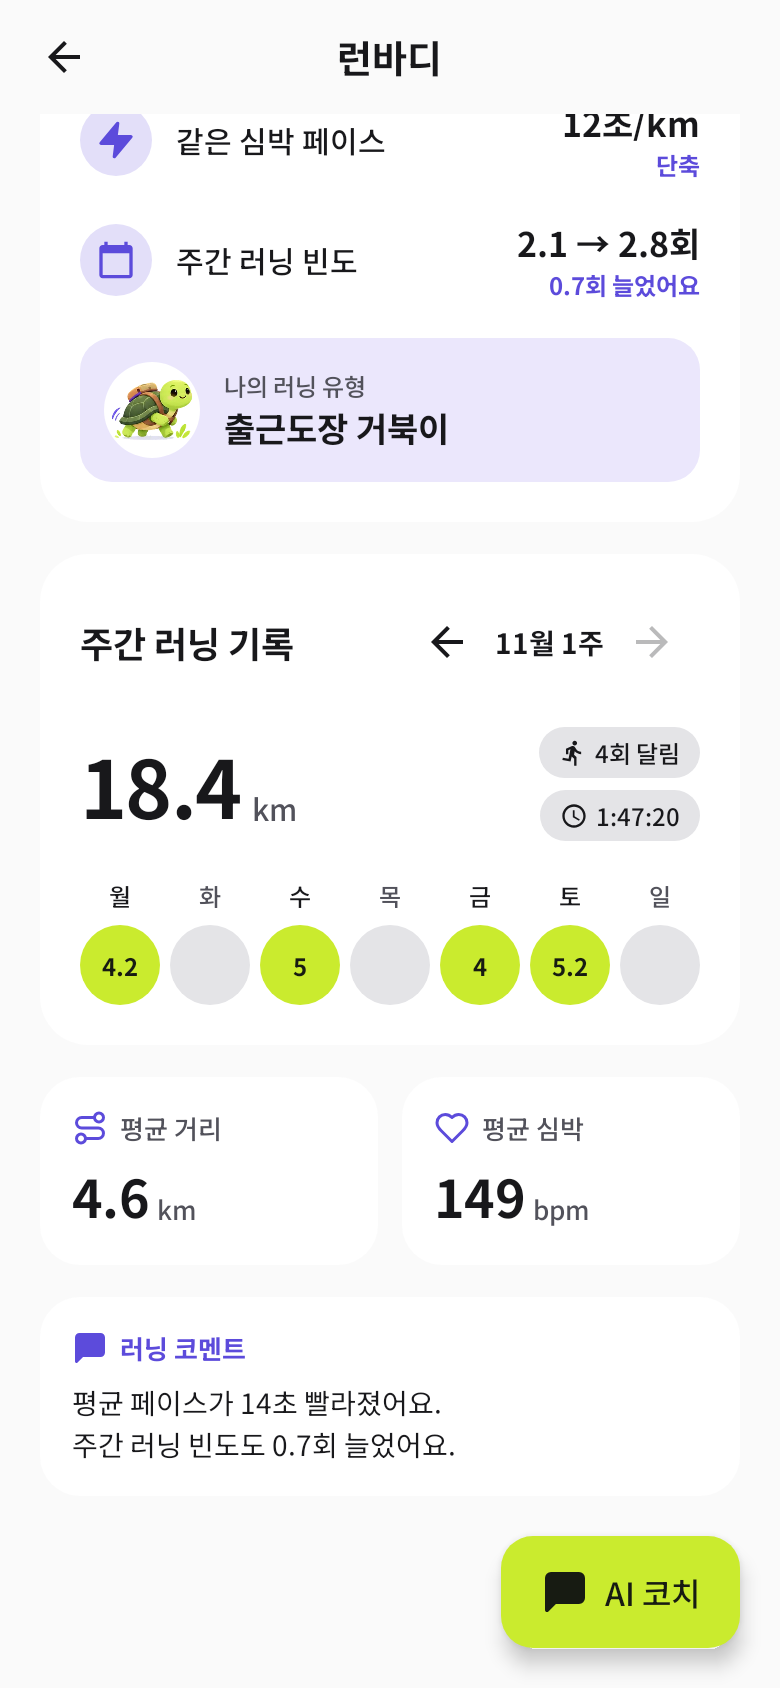 런바디
같은 심박 페이스
12초/km
단축
주간 러닝 빈도
2.1 → 2.8회
0.7회 늘었어요
나의 러닝 유형
출근도장 거북이
주간 러닝 기록
11월 1주
18.4 km
4회 달림
1:47:20
월 화 수 목 금 토 일
4.2 5 4 5.2
평균 거리
4.6 km
평균 심박
149 bpm
러닝 코멘트
평균 페이스가 14초 빨라졌어요.
주간 러닝 빈도도 0.7회 늘었어요.
AI 코치